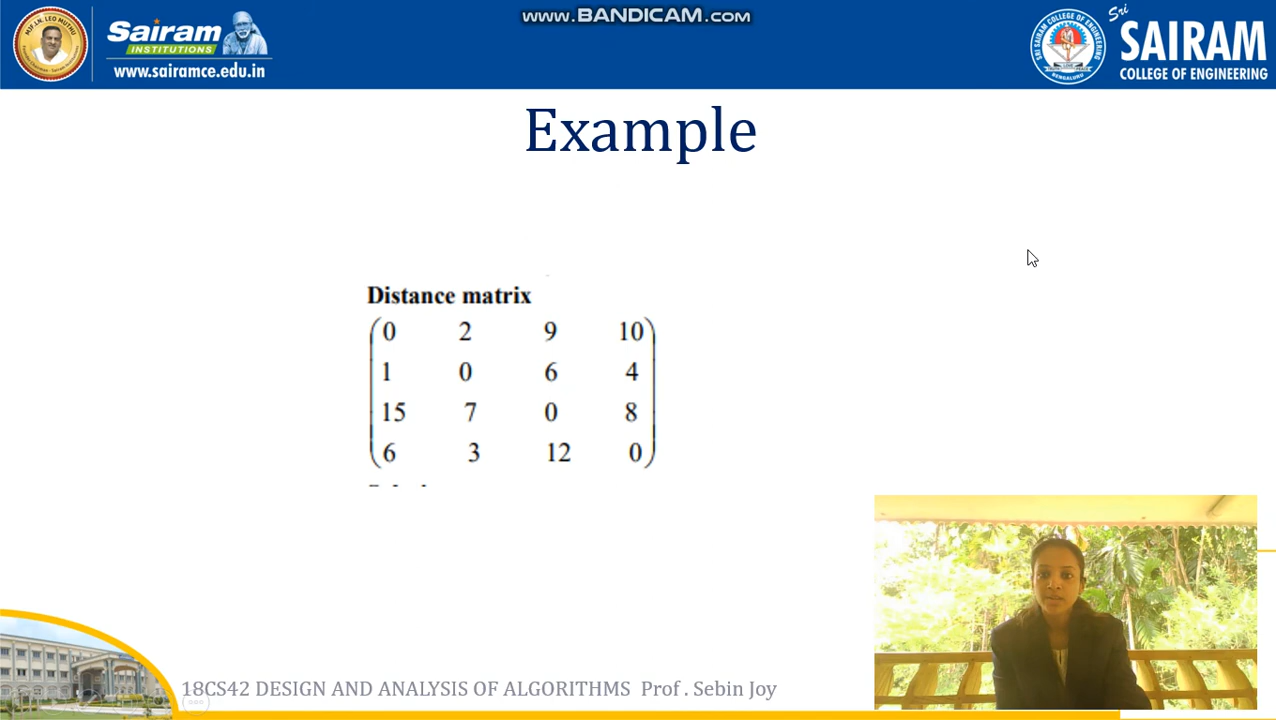 www.BANDICAM.com
Sairam
INSTITUTIONS
www.sairamce.edu.in
Sri
SAIRAM
COLLEGE OF ENGINEERING
Example
Distance matrix
0 2 9 10
1 0 6 4
15 7 0 8
6 3 12 0
18CS42 DESIGN AND ANALYSIS OF ALGORITHMS Prof . Sebin Joy